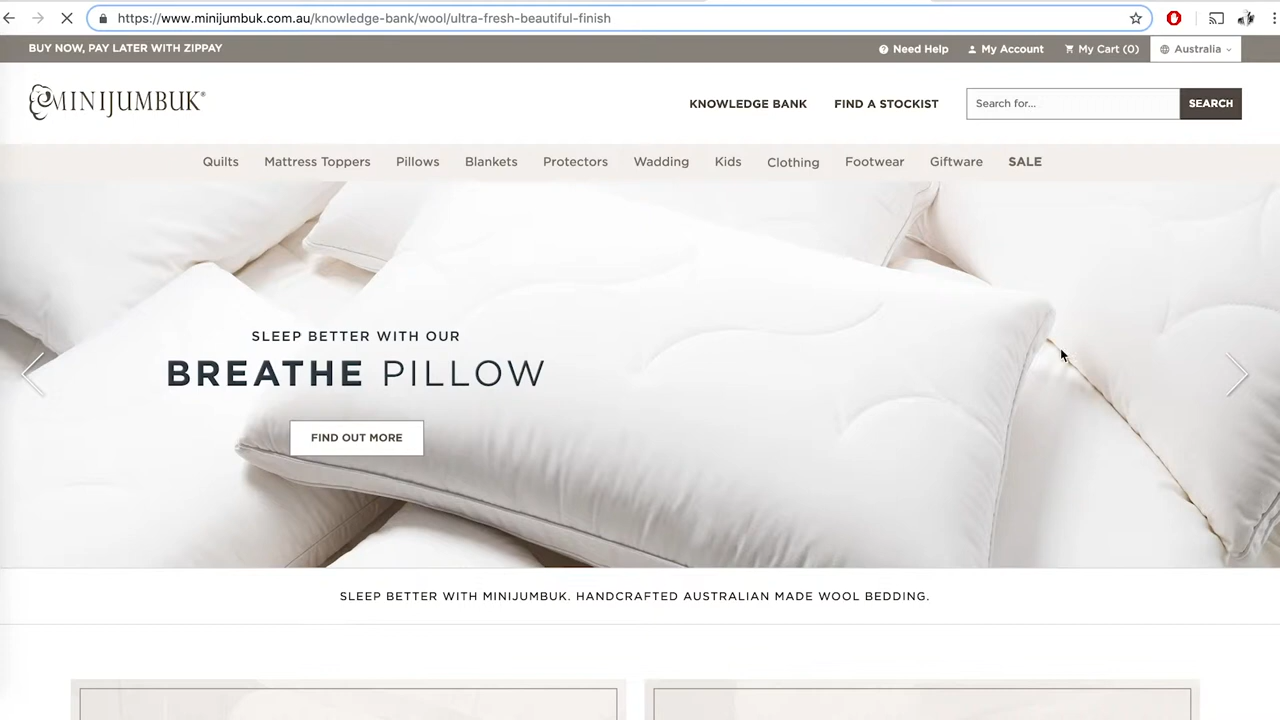 https://www.minijumbuk.com.au/knowledge-bank/wool/ultra-fresh-beautiful-finish
BUY NOW, PAY LATER WITH ZIPPAY
Need Help
My Account
My Cart (0)
Australia
MINIJUMBUK®
KNOWLEDGE BANK
FIND A STOCKIST
Search for...
SEARCH
Quilts
Mattress Toppers
Pillows
Blankets
Protectors
Wadding
Kids
Clothing
Footwear
Giftware
SALE
SLEEP BETTER WITH OUR
BREATHE PILLOW
FIND OUT MORE
SLEEP BETTER WITH MINIJUMBUK. HANDCRAFTED AUSTRALIAN MADE WOOL BEDDING.